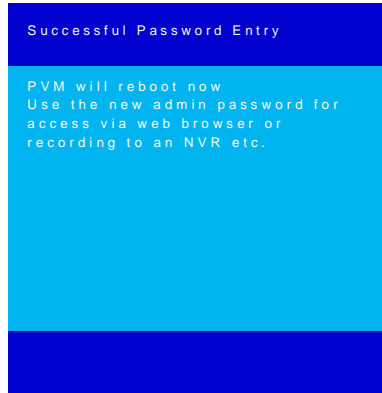 Successful Password Entry
PVM will reboot now
Use the new admin password for
access via web browser or
recording to an NVR etc.